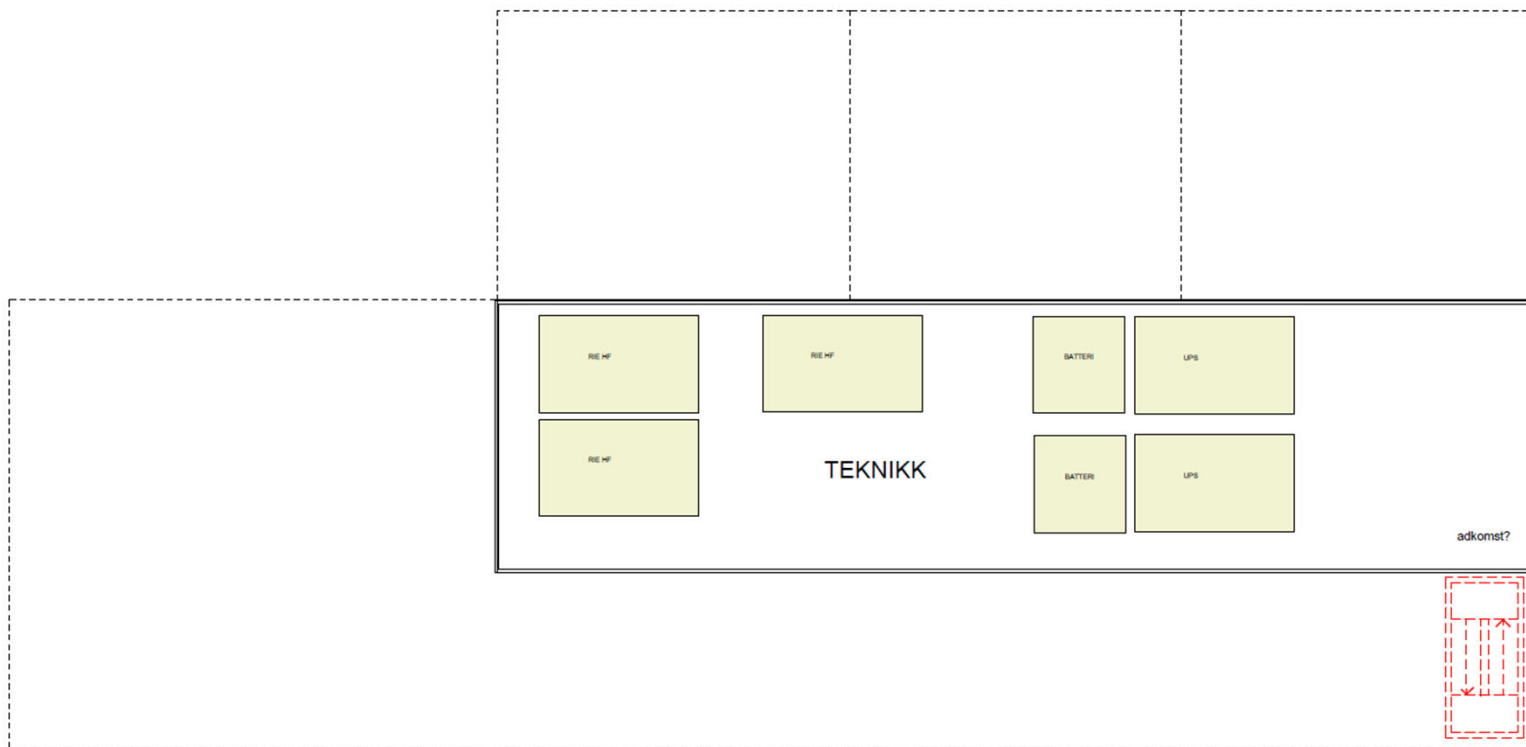 RIE HF
RIE HF
BATTERI
UPS
RIE HF
TEKNIKK
BATTERI
UPS
adkomst?